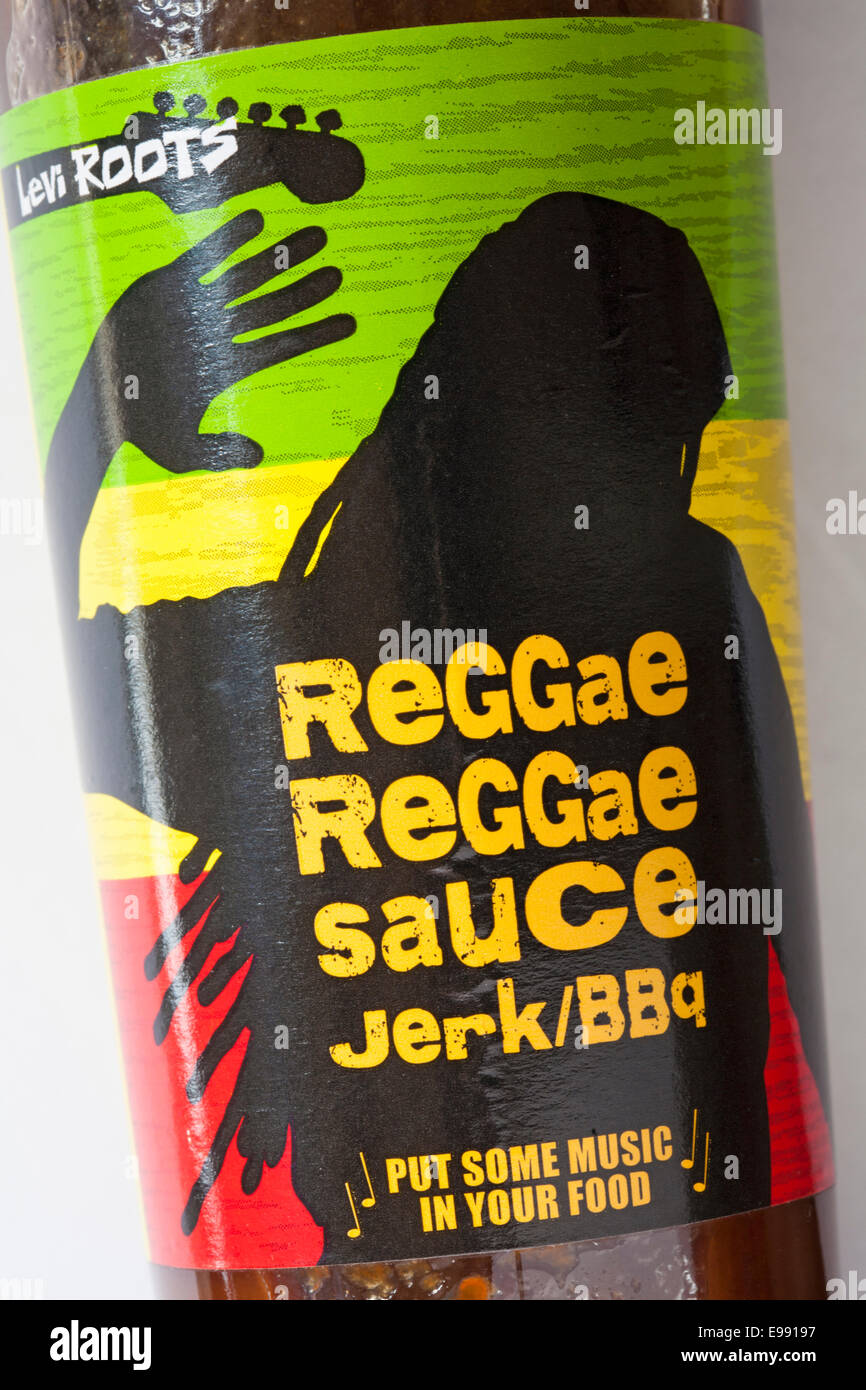 Levi ROOTS
ReGGae
ReGGae
sauce
Jerk/BBq
PUT SOME MUSIC
IN YOUR FOOD
alamy
alamy
Image ID: E99197
www.alamy.com